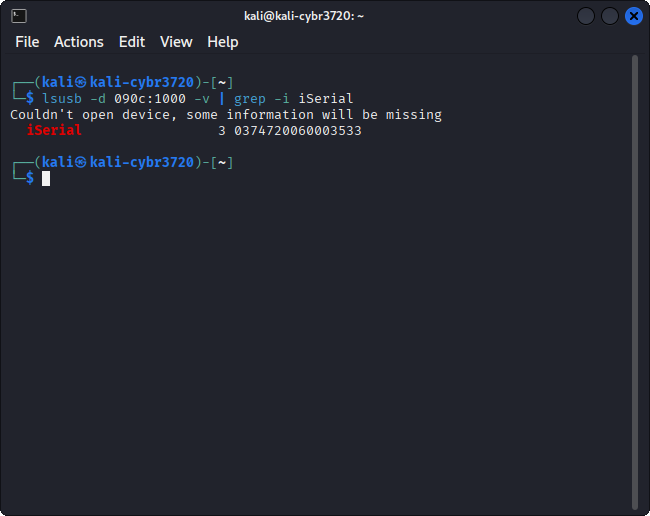 kali@kali-cybr3720: ~
File Actions Edit View Help
┌──(kali㉿kali-cybr3720)-[~]
└─$ lsusb -d 090c:1000 -v | grep -i iSerial
Couldn't open device, some information will be missing
iSerial 3 0374720060003533
┌──(kali㉿kali-cybr3720)-[~]
└─$